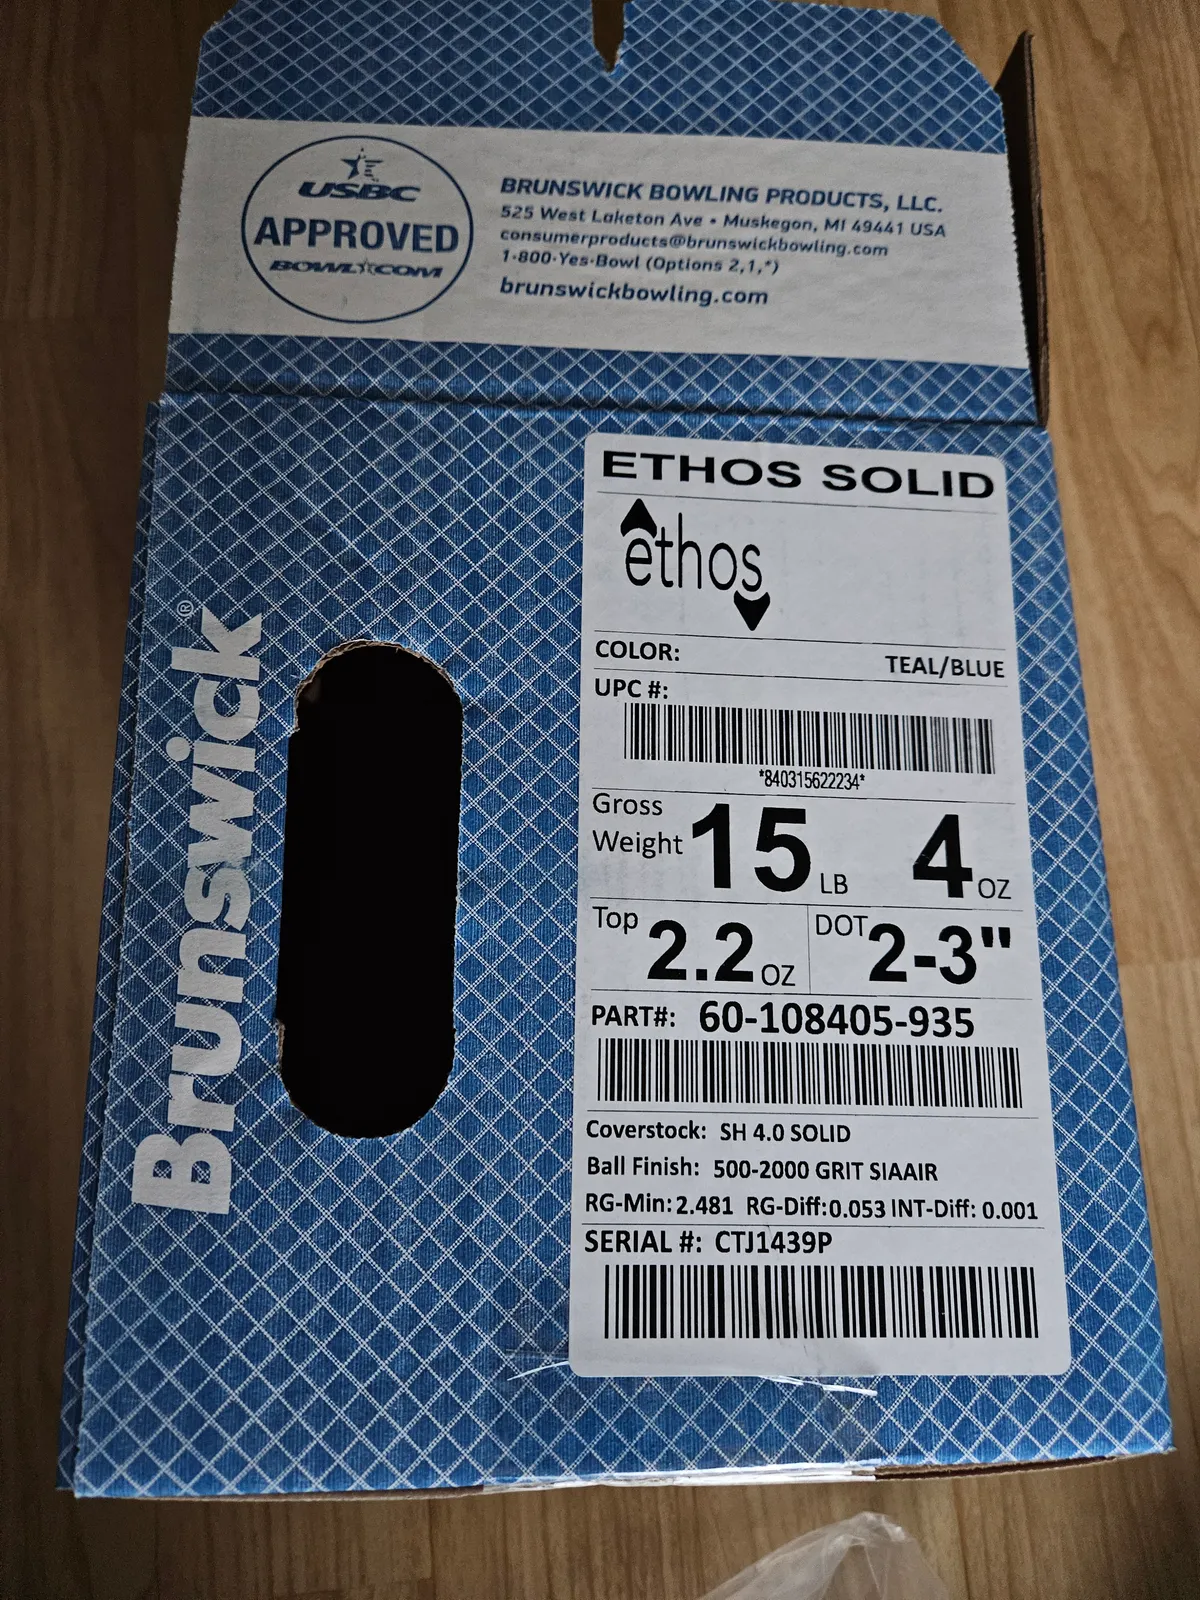 USBC
APPROVED
BOWL.COM
BRUNSWICK BOWLING PRODUCTS, LLC.
525 West Laketon Ave • Muskegon, MI 49441 USA
consumerproducts@brunswickbowling.com
1-800-Yes-Bowl (Options 2,1,*)
brunswickbowling.com
Brunswick®
ETHOS SOLID
ethos
COLOR: TEAL/BLUE
UPC #:
*840315622234*
Gross Weight 15 LB 4 OZ
Top 2.2 OZ DOT 2-3"
PART#: 60-108405-935
Coverstock: SH 4.0 SOLID
Ball Finish: 500-2000 GRIT SIAAIR
RG-Min: 2.481 RG-Diff:0.053 INT-Diff: 0.001
SERIAL #: CTJ1439P